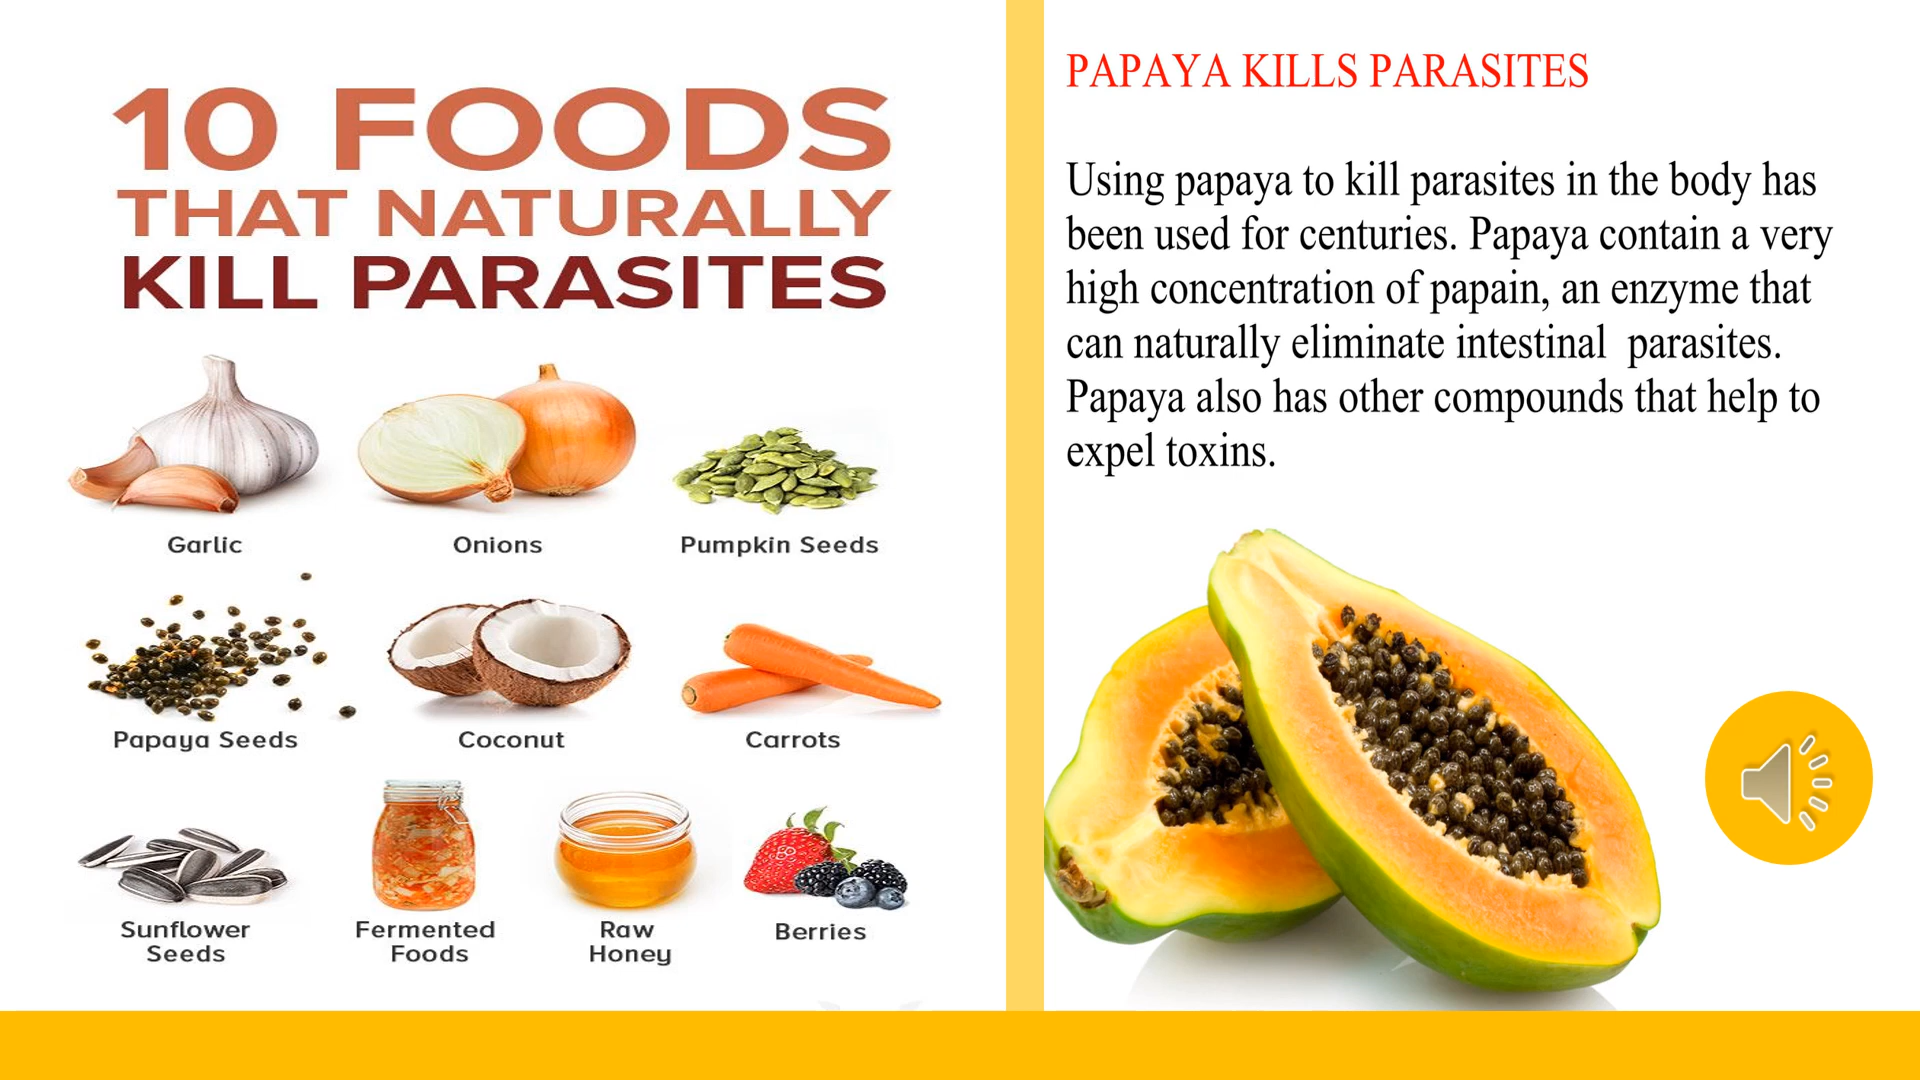 10 FOODS
THAT NATURALLY
KILL PARASITES
Garlic
Onions
Pumpkin Seeds
Papaya Seeds
Coconut
Carrots
Sunflower
Seeds
Fermented
Foods
Raw
Honey
Berries
PAPAYA KILLS PARASITES
Using papaya to kill parasites in the body has
been used for centuries. Papaya contain a very
high concentration of papain, an enzyme that
can naturally eliminate intestinal  parasites.
Papaya also has other compounds that help to
expel toxins.